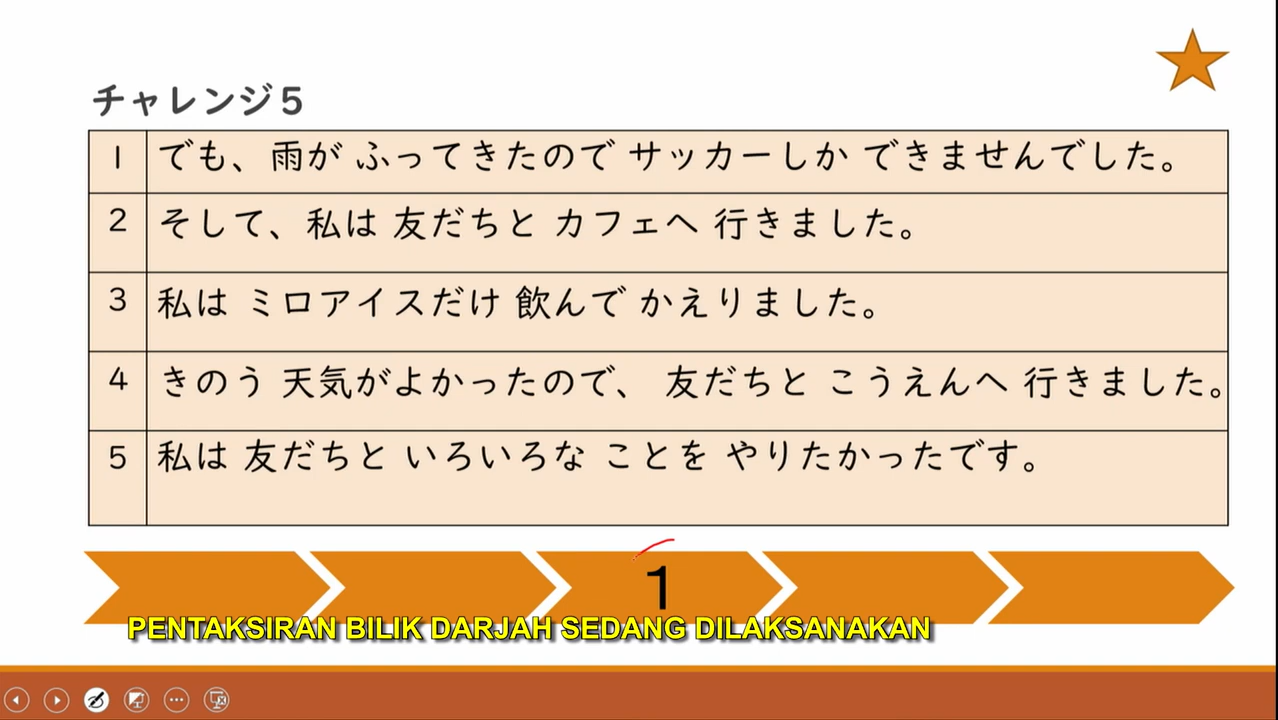 チャレンジ５
1 でも、雨が ふってきたので サッカーしか できませんでした。
2 そして、私は 友だちと カフェへ 行きました。
3 私は ミロアイスだけ 飲んで かえりました。
4 きのう 天気がよかったので、 友だちと こうえんへ 行きました。
5 私は 友だちと いろいろな ことを やりたかったです。
1
PENTAKSIRAN BILIK DARJAH SEDANG DILAKSANAKAN